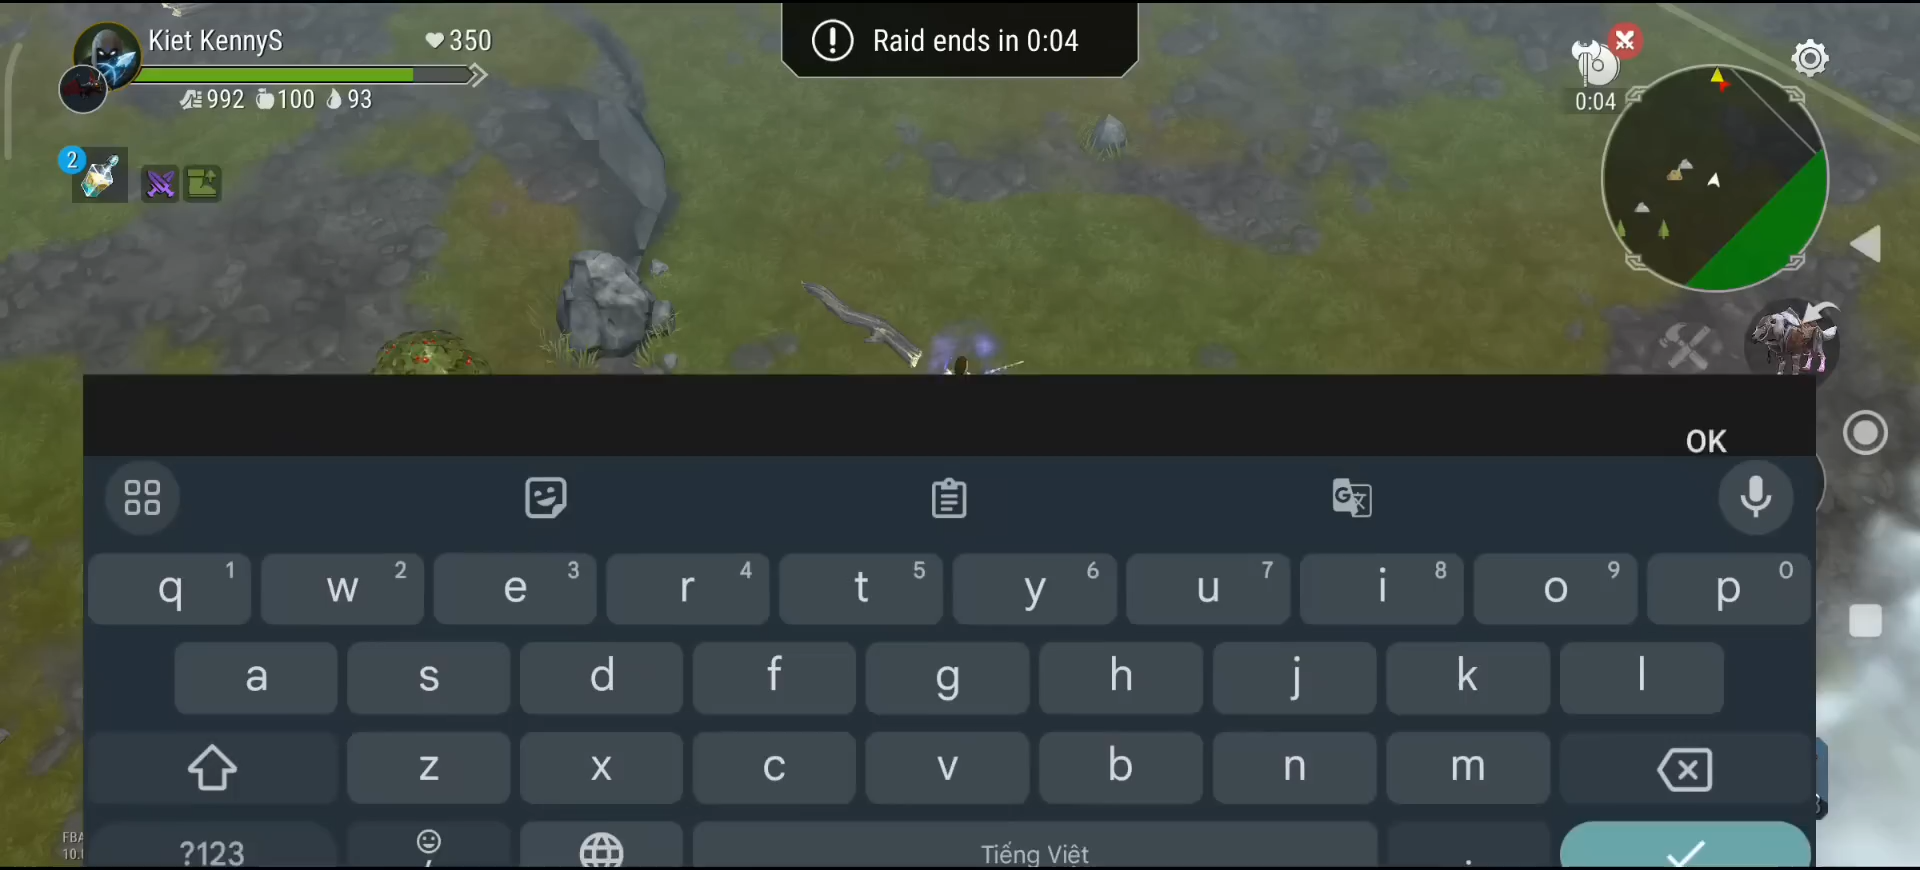 Kiet KennyS
350
Raid ends in 0:04
992 100 93
0:04
2
OK
q 1 w 2 e 3 r 4 t 5 y 6 u 7 i 8 o 9 p 0
a s d f g h j k l
z x c v b n m
?123 , Tiếng Việt .